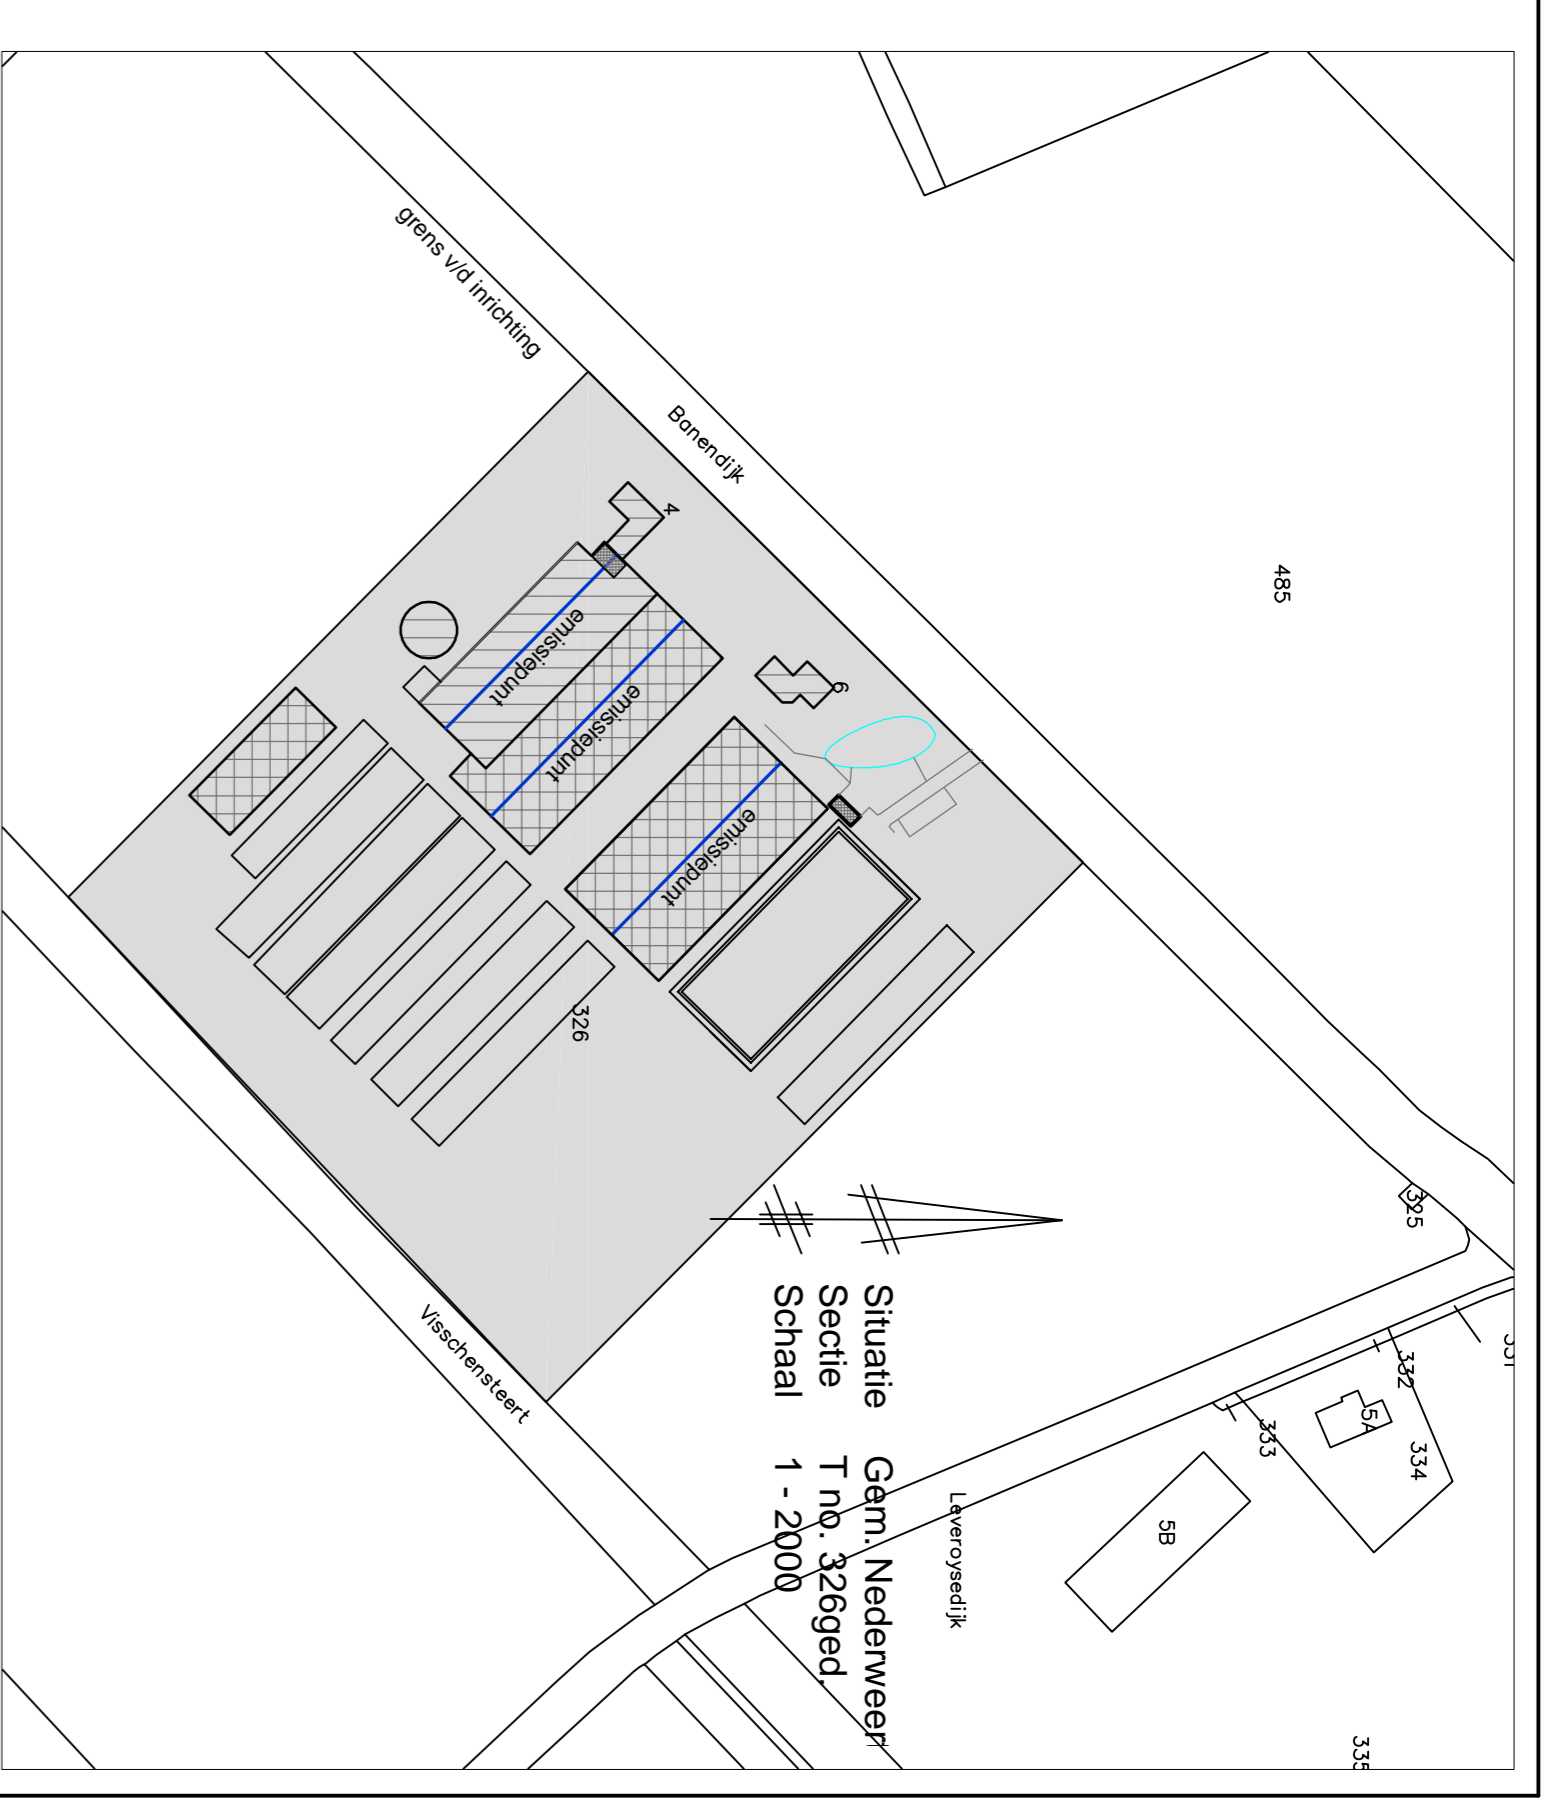 485
Banendijk
grens v/d inrichting
4
6
emissiepunt
emissiepunt
emissiepunt
326
325
332
333
334
5A
5B
335
Leveroysedijk
Visschensteert
Situatie Gem. Nederweert
Sectie T no. 326ged.
Schaal 1 - 2000